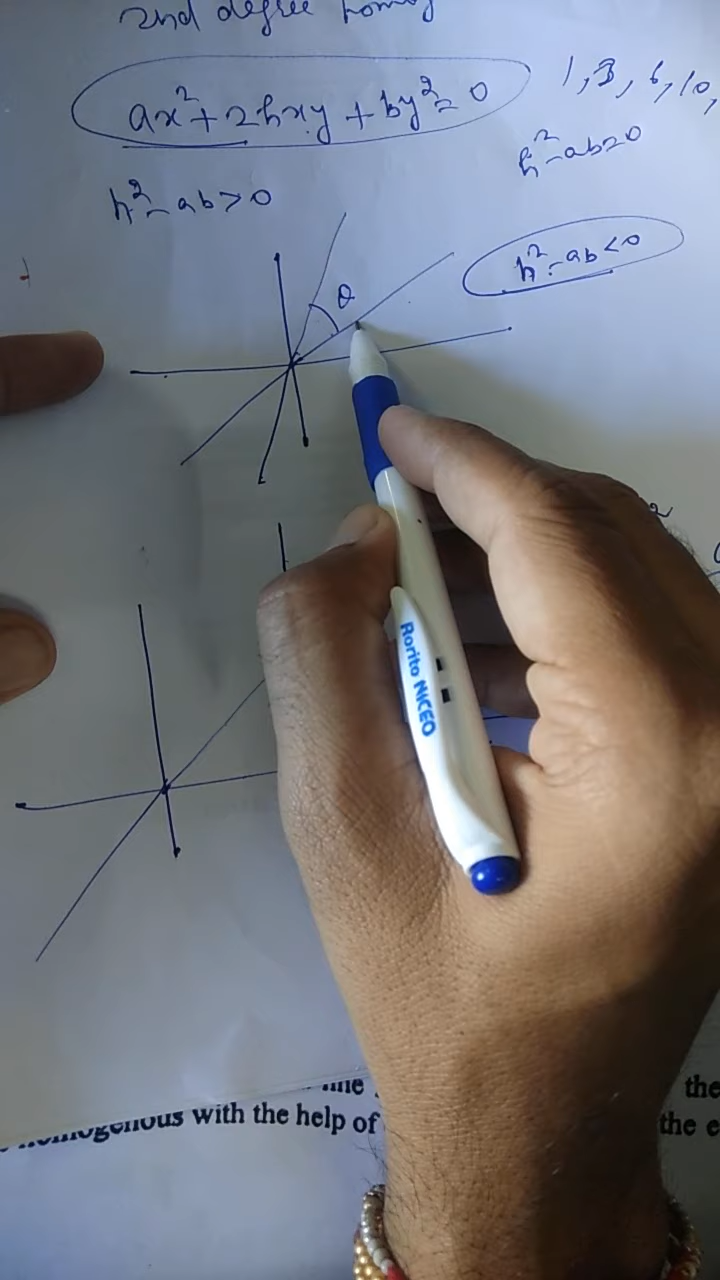 2nd degree homog
ax² + 2hxy + by² = 0
1, 3, 6, 10,
h² - ab = 0
h² - ab > 0
h² - ab < 0
θ
Rorito NICEO
the
homogenous with the help of
the e